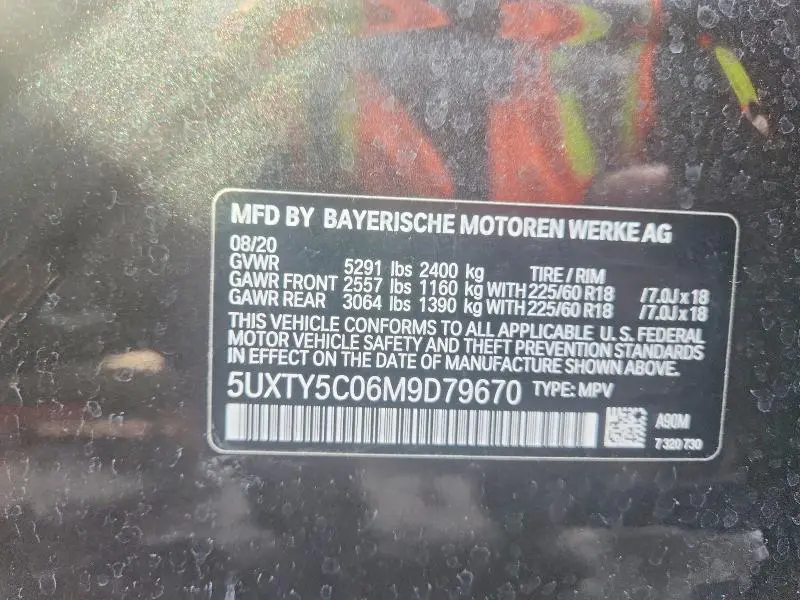 MFD BY BAYERISCHE MOTOREN WERKE AG
08/20
GVWR 5291 lbs 2400 kg TIRE / RIM
GAWR FRONT 2557 lbs 1160 kg WITH 225/60 R18 /7.0J x 18
GAWR REAR 3064 lbs 1390 kg WITH 225/60 R18 /7.0J x 18
THIS VEHICLE CONFORMS TO ALL APPLICABLE U. S. FEDERAL
MOTOR VEHICLE SAFETY AND THEFT PREVENTION STANDARDS
IN EFFECT ON THE DATE OF MANUFACTURE SHOWN ABOVE.
5UXTY5C06M9D79670 TYPE: MPV
A90M
7 320 730